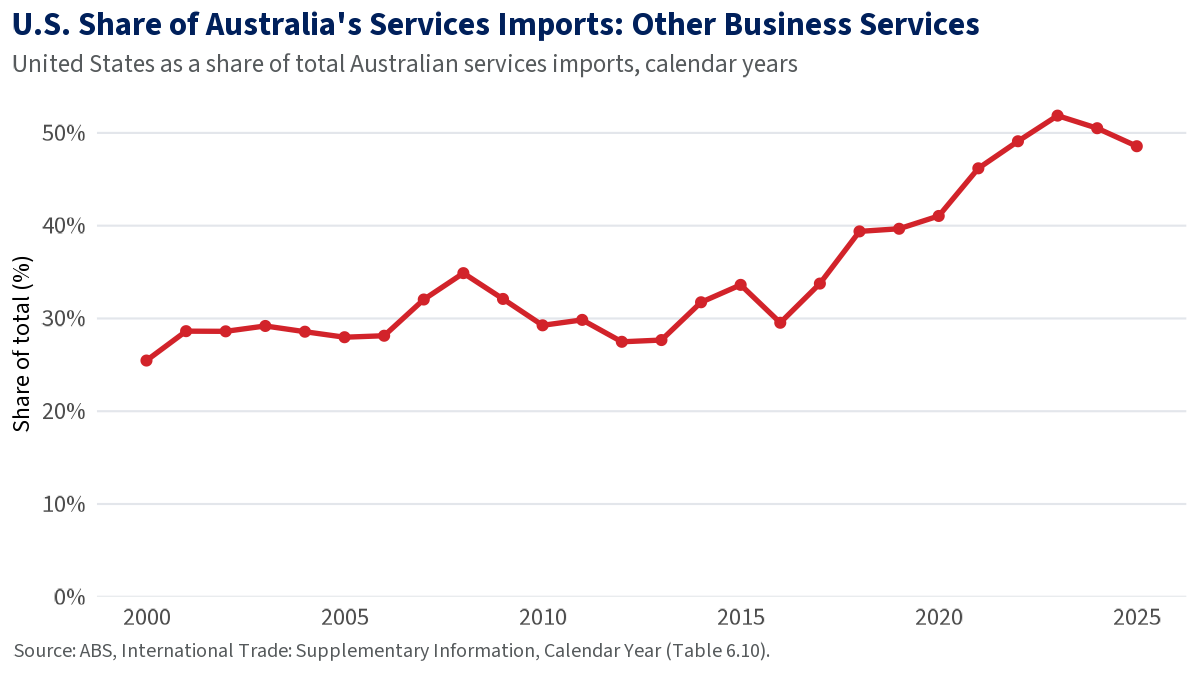 U.S. Share of Australia's Services Imports: Other Business Services
United States as a share of total Australian services imports, calendar years
Share of total (%)
50%
40%
30%
20%
10%
0%
2000 2005 2010 2015 2020 2025
Source: ABS, International Trade: Supplementary Information, Calendar Year (Table 6.10).